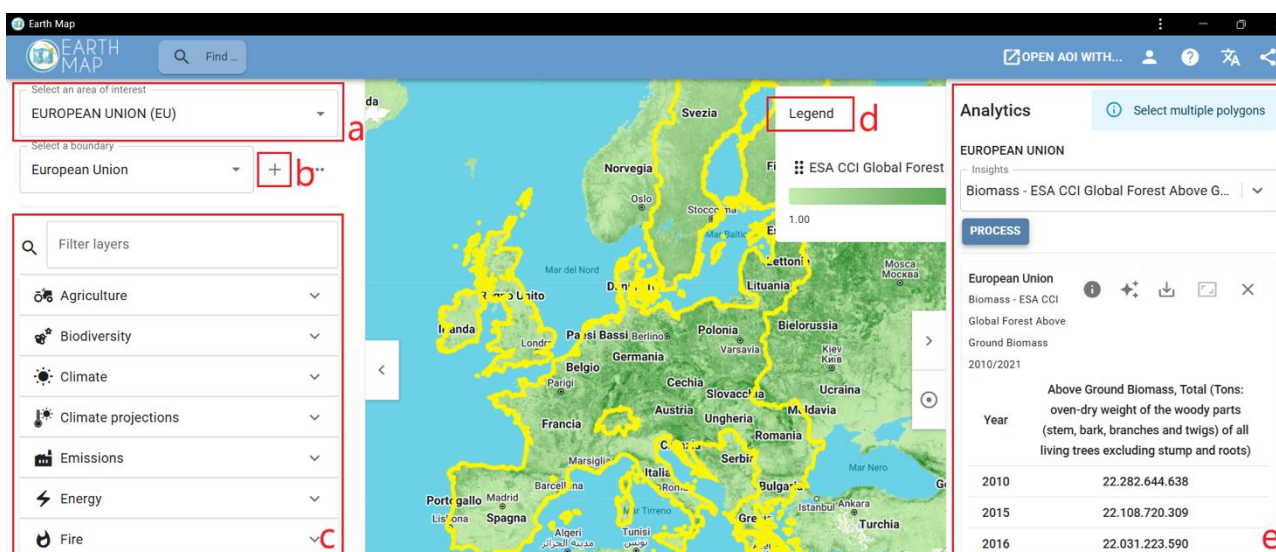 Earth Map
EARTH
MAP
Find ...
OPEN AOI WITH...
Select an area of interest
EUROPEAN UNION (EU)
a
Select a boundary
European Union
b
Filter layers
Agriculture
Biodiversity
Climate
Climate projections
Emissions
Energy
Fire
c
da
Svezia
Norvegia
Oslo
Mar Baltic
Lettonia
Lituania
Mosca
Москва
Mar del Nord
Regno Unito
Irlanda
Londra
Paesi Bassi
Berlino
Polonia
Varsavia
Bielorussia
Germania
Belgio
Kiev
Київ
Parigi
Cechia
Slovacchia
Ucraina
Austria
Ungheria
Moldavia
Francia
Romania
Serbia
Marsiglia
Italia
Mar Nero
Barcellona
Roma
Bulgaria
Portogallo
Madrid
Istanbul
Ankara
Lisbona
Spagna
Mar Tirreno
Grecia
Turchia
Algeri
مدينة الجزائر
Tunisi
تونس
Legend
d
ESA CCI Global Forest
1.00
Analytics
Select multiple polygons
EUROPEAN UNION
Insights
Biomass - ESA CCI Global Forest Above G...
PROCESS
European Union
Biomass - ESA CCI
Global Forest Above
Ground Biomass
2010/2021
Year
Above Ground Biomass, Total (Tons:
oven-dry weight of the woody parts
(stem, bark, branches and twigs) of all
living trees excluding stump and roots)
2010 22.282.644.638
2015 22.108.720.309
2016 22.031.223.590
e